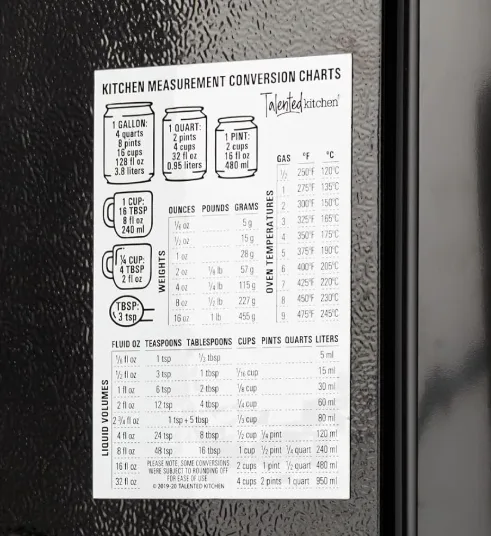 KITCHEN MEASUREMENT CONVERSION CHARTS
Talented kitchen®
1 GALLON:
4 quarts
8 pints
16 cups
128 fl oz
3.8 liters
1 QUART:
2 pints
4 cups
32 fl oz
0.95 liters
1 PINT:
2 cups
16 fl oz
480 ml
1 CUP:
16 TBSP
8 fl oz
240 ml
¼ CUP:
4 TBSP
2 fl oz
TBSP:
3 tsp
WEIGHTS
OUNCES POUNDS GRAMS
⅙ oz 5 g
½ oz 15 g
1 oz 28 g
2 oz ⅛ lb 57 g
4 oz ¼ lb 115 g
8 oz ½ lb 227 g
16 oz 1 lb 455 g
OVEN TEMPERATURES
GAS °F °C
½ 250°F 120°C
1 275°F 135°C
2 300°F 150°C
3 325°F 165°C
4 350°F 175°C
5 375°F 190°C
6 400°F 205°C
7 425°F 220°C
8 450°F 230°C
9 475°F 245°C
LIQUID VOLUMES
FLUID OZ TEASPOONS TABLESPOONS CUPS PINTS QUARTS LITERS
⅙ fl oz 1 tsp ⅓ tbsp 5 ml
½ fl oz 3 tsp 1 tbsp 1/16 cup 15 ml
1 fl oz 6 tsp 2 tbsp ⅛ cup 30 ml
2 fl oz 12 tsp 4 tbsp ¼ cup 60 ml
fl oz 1 tsp + 5 tbsp ⅓ cup 80 ml
4 fl oz 24 tsp 8 tbsp ½ cup ¼ pint 120 ml
8 fl oz 48 tsp 16 tbsp 1 cup ½ pint ¼ quart 240 ml
16 fl oz 2 cups 1 pint ½ quart 480 ml
32 fl oz 4 cups 2 pints 1 quart 950 ml
PLEASE NOTE, SOME CONVERSIONS
WERE SUBJECT TO ROUNDING OFF
FOR EASE OF USE
© 2019-20 TALENTED KITCHEN